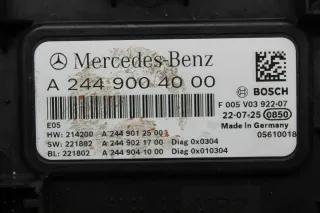 Mercedes-Benz
A 244 900 40 00
BOSCH
F 005 V03 922-07
22-07-25 0850
Made in Germany
05610018
E05
HW: 214200 A 244 901 25 00
SW: 221802 A 244 902 17 00 Diag 0x0304
BL: 221802 A 244 904 10 00 Diag 0x010304